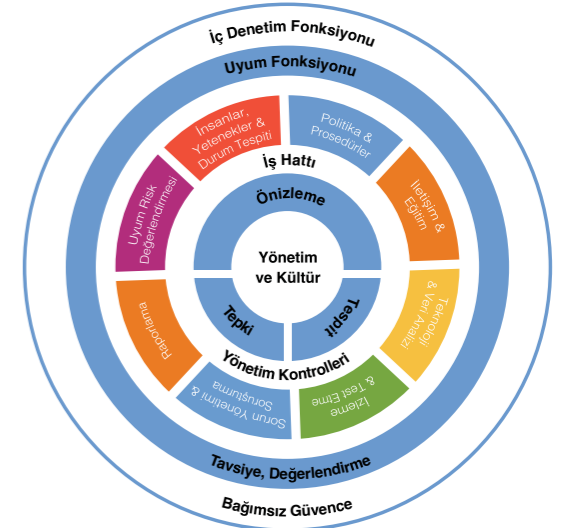 İç Denetim Fonksiyonu
Uyum Fonksiyonu
İnsanlar,
Yetenekler &
Durum Tespiti
Politika &
Prosedürler
İş Hattı
Uyum Risk
Değerlendirmesi
Önizleme
İletişim &
Eğitim
Yönetim
ve Kültür
Tepki
Tespit
Raporlama
Teknoloji
& Veri Analizi
Yönetim Kontrolleri
Sorun Yönetimi &
Soruşturma
İzleme
& Test Etme
Tavsiye, Değerlendirme
Bağımsız Güvence